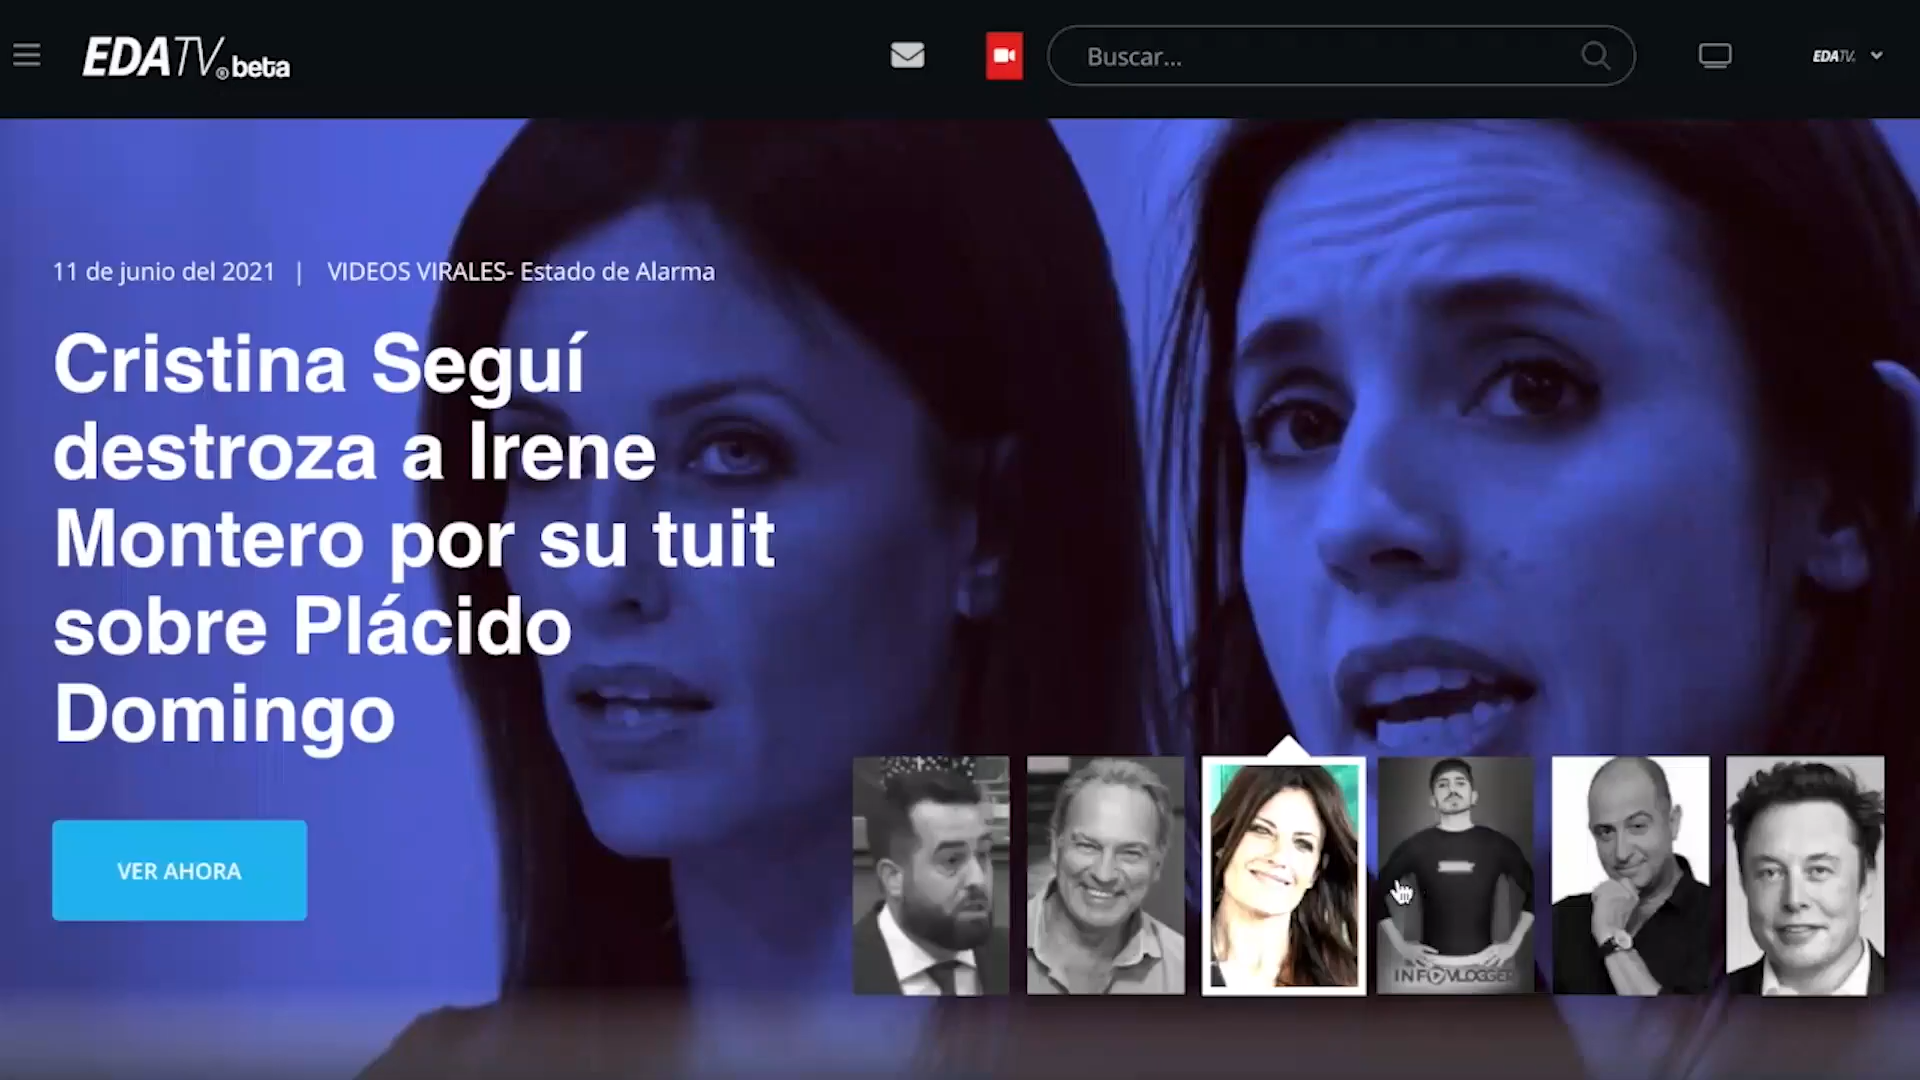 EDATV® beta
Buscar...
EDATV.
11 de junio del 2021 | VIDEOS VIRALES- Estado de Alarma
Cristina Seguí
destroza a Irene
Montero por su tuit
sobre Plácido
Domingo
VER AHORA
INFOVLOGGER